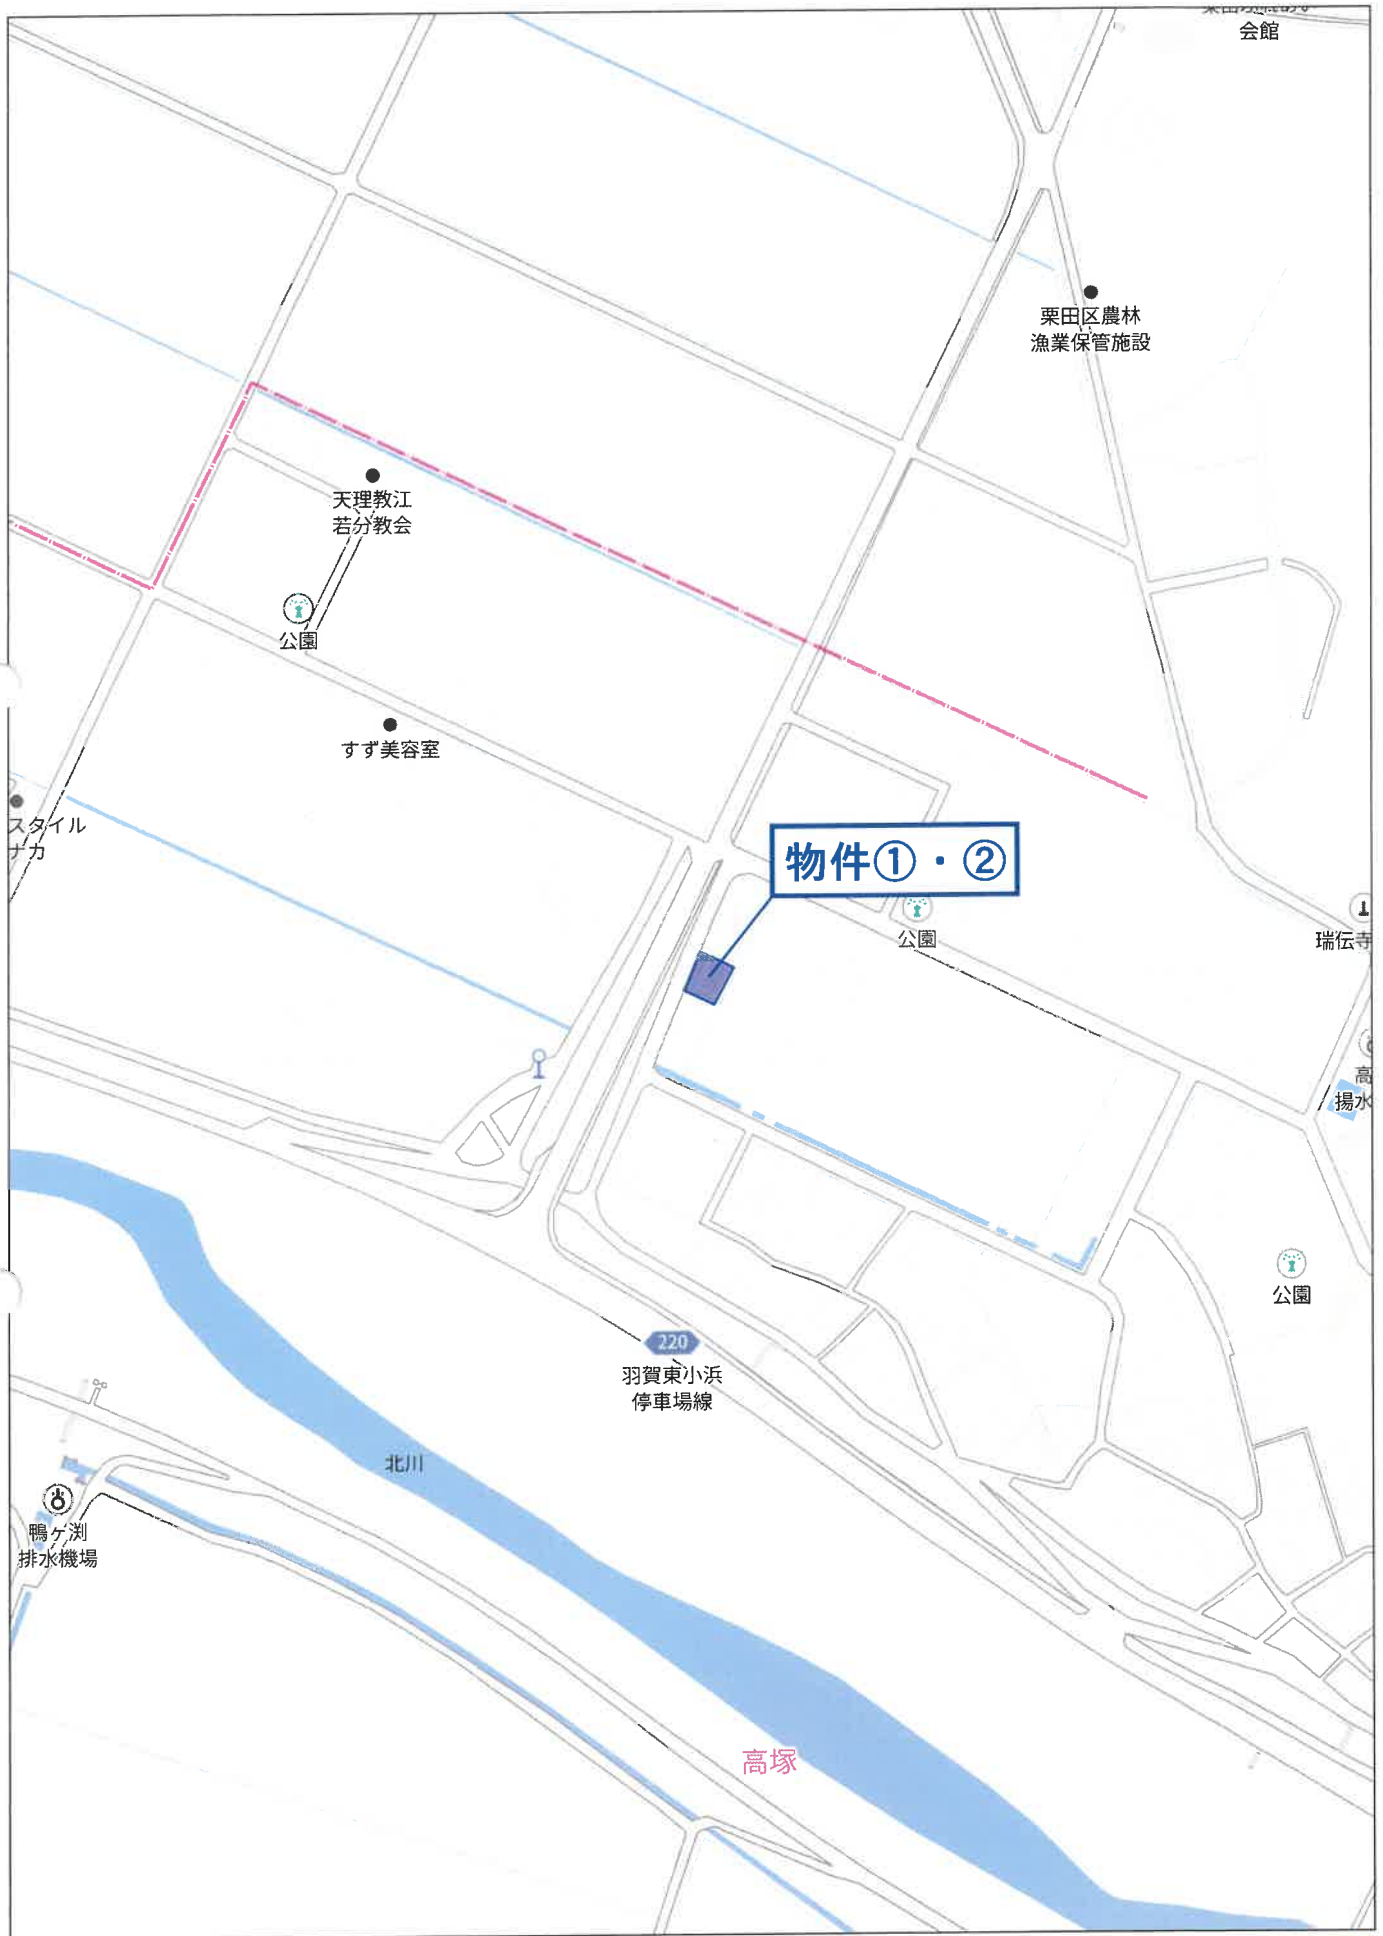 会館
栗田区農林
漁業保管施設
天理教江
若分教会
公園
すず美容室
スタイル
ナカ
物件①・②
公園
瑞伝寺
高
揚水
公園
220
羽賀東小浜
停車場線
北川
鴨ヶ渕
排水機場
高塚